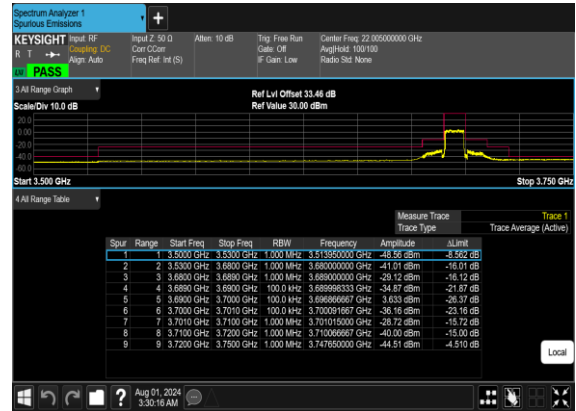 Spectrum Analyzer 1
Spurious Emissions
KEYSIGHT Input: RF Input Z: 50 Ω Atten: 10 dB Trig: Free Run Center Freq: 22.005000000 GHz
R T Coupling: DC Corr CCorr Gate: Off Avg|Hold: 100/100
Align: Auto Freq Ref: Int (S) IF Gain: Low Radio Std: None
PASS
3 All Range Graph
Ref Lvl Offset 33.46 dB
Scale/Div 10.0 dB Ref Value 30.00 dBm
20.0
0.00
-20.0
-40.0
-60.0
Start 3.500 GHz Stop 3.750 GHz
4 All Range Table
Measure Trace Trace 1
Trace Type Trace Average (Active)
Spur Range Start Freq Stop Freq RBW Frequency Amplitude ΔLimit
1 1 3.5000 GHz 3.5300 GHz 1.000 MHz 3.513950000 GHz -48.56 dBm -8.562 dB
2 2 3.5300 GHz 3.6800 GHz 1.000 MHz 3.680000000 GHz -41.01 dBm -16.01 dB
3 3 3.6800 GHz 3.6890 GHz 1.000 MHz 3.689000000 GHz -29.12 dBm -16.12 dB
4 4 3.6890 GHz 3.6900 GHz 100.0 kHz 3.689998333 GHz -34.87 dBm -21.87 dB
5 5 3.6900 GHz 3.7000 GHz 100.0 kHz 3.696866667 GHz 3.633 dBm -26.37 dB
6 6 3.7000 GHz 3.7010 GHz 100.0 kHz 3.700091667 GHz -36.16 dBm -23.16 dB
7 7 3.7010 GHz 3.7100 GHz 1.000 MHz 3.701015000 GHz -28.72 dBm -15.72 dB
8 8 3.7100 GHz 3.7200 GHz 1.000 MHz 3.710066667 GHz -40.00 dBm -15.00 dB
9 9 3.7200 GHz 3.7500 GHz 1.000 MHz 3.747650000 GHz -44.51 dBm -4.510 dB
Local
Aug 01, 2024
3:30:16 AM